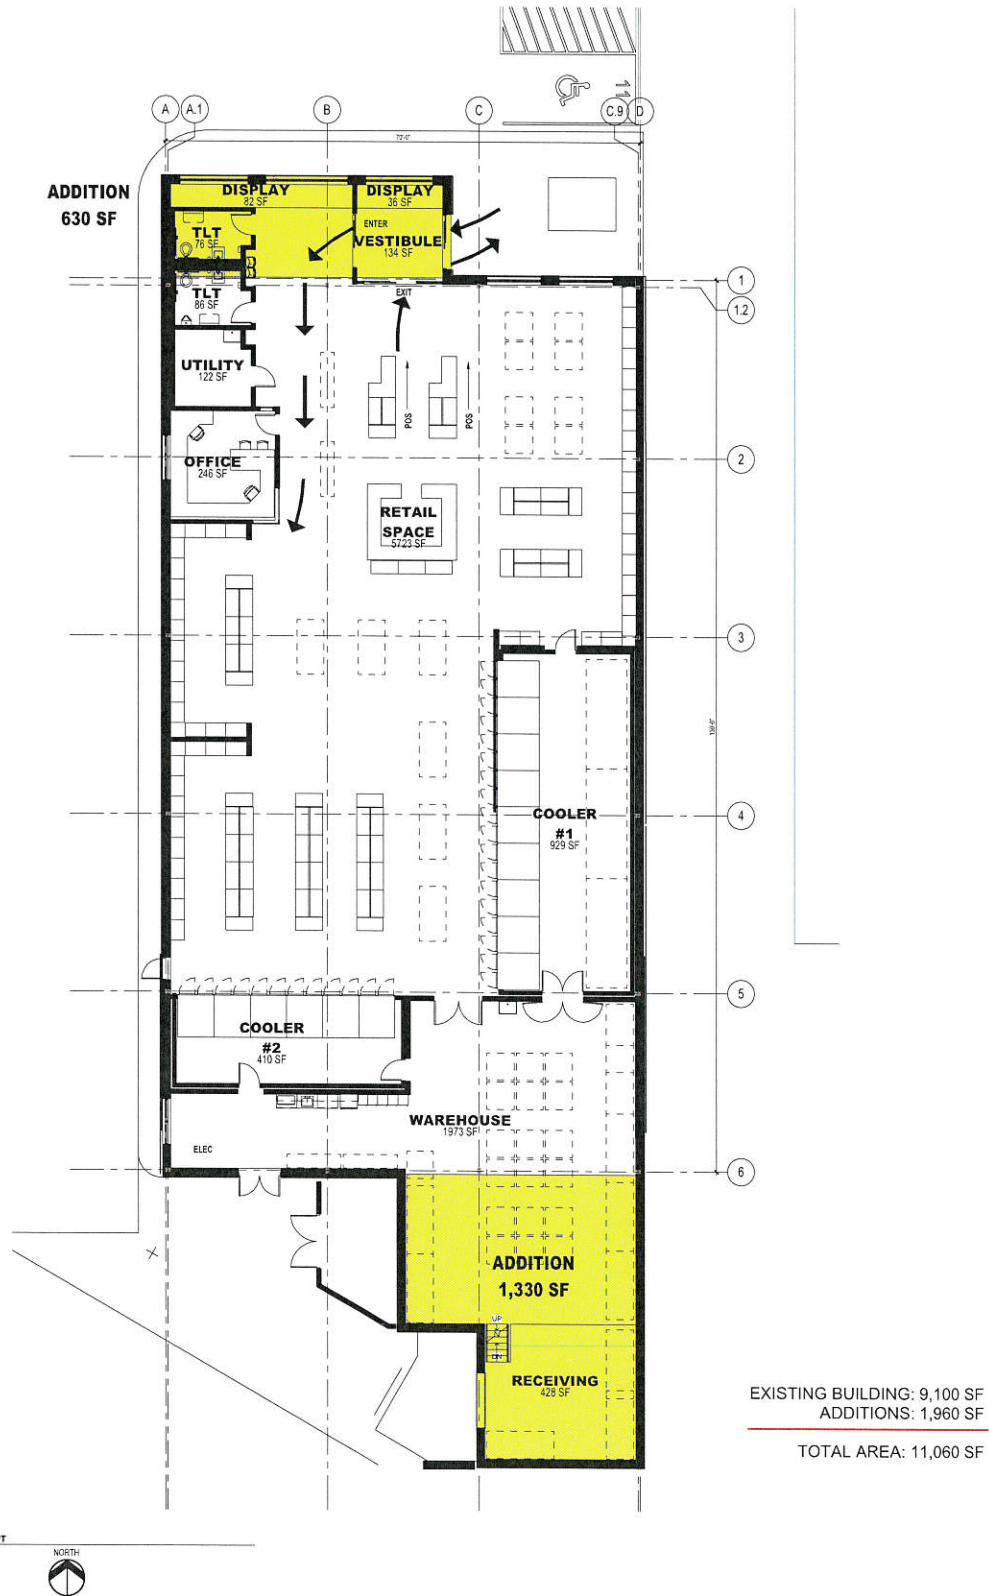 11
A
A.1
B
C
C.9
D
70'-0"
ADDITION
630 SF
DISPLAY
82 SF
DISPLAY
36 SF
TLT
76 SF
ENTER
VESTIBULE
134 SF
1
EXIT
TLT
86 SF
1.2
UTILITY
122 SF
POS
POS
OFFICE
246 SF
2
RETAIL
SPACE
5723 SF
3
COOLER
#1
929 SF
4
5
COOLER
#2
410 SF
WAREHOUSE
1973 SF
ELEC
6
ADDITION
1,330 SF
UP
DN
RECEIVING
428 SF
EXISTING BUILDING: 9,100 SF
ADDITIONS: 1,960 SF
TOTAL AREA: 11,060 SF
NORTH